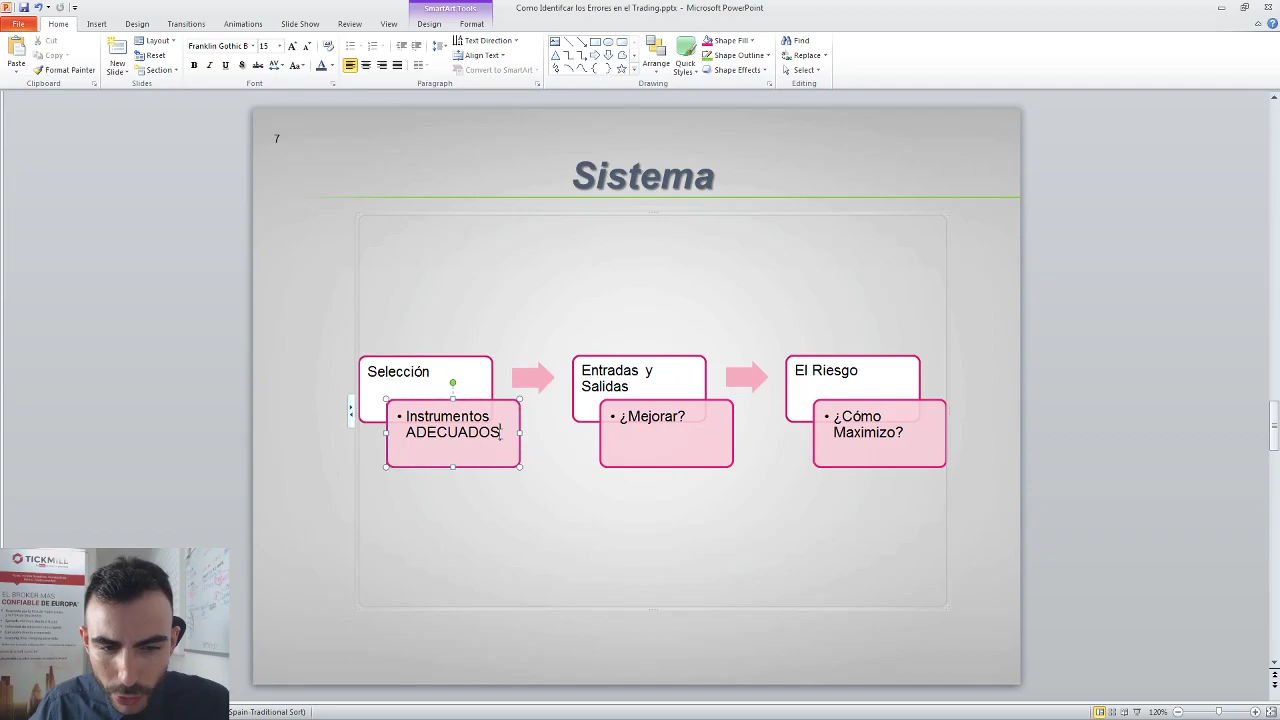 SmartArt Tools
Como Identifcar los Errores en el Trading.pptx - Microsoft PowerPoint
File Home Insert Design Transitions Animations Slide Show Review View Design Format
Paste
Cut
Copy
Format Painter
Clipboard
New Slide
Layout
Reset
Section
Slides
Franklin Gothic B 15
Font
Text Direction
Align Text
Convert to SmartArt
Paragraph
Arrange
Quick Styles
Shape Fill
Shape Outline
Shape Effects
Drawing
Find
Replace
Select
Editing
7
Sistema
Selección
• Instrumentos
ADECUADOS
Entradas y
Salidas
• ¿Mejorar?
El Riesgo
• ¿Cómo
Maximizo?
TICKMILL
EL BROKER MAS
CONFIABLE DE EUROPA
Spain-Traditional Sort)
120%